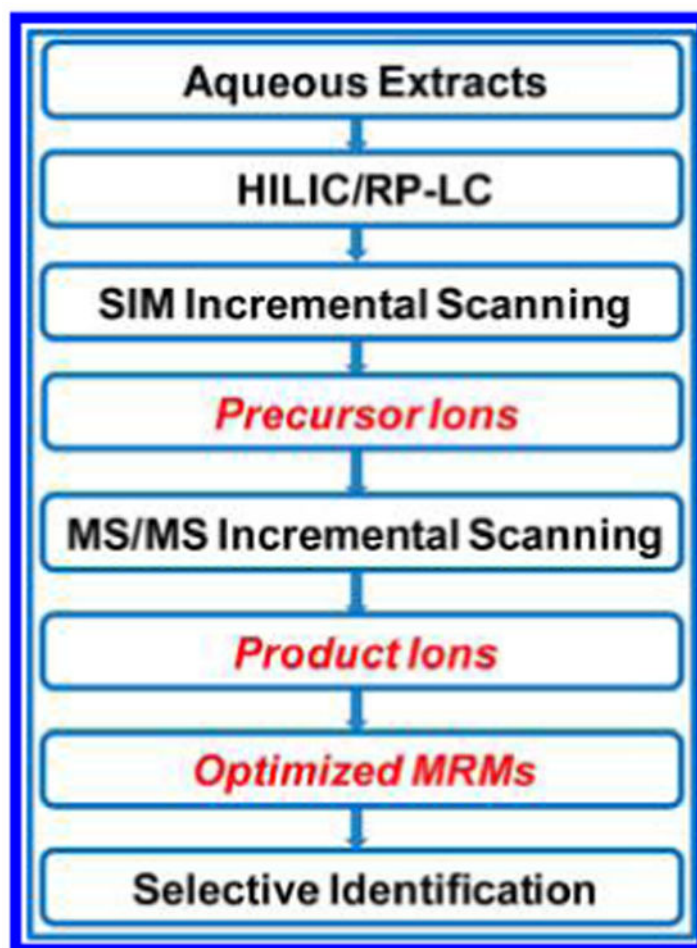 Aqueous Extracts
HILIC/RP-LC
SIM Incremental Scanning
Precursor Ions
MS/MS Incremental Scanning
Product Ions
Optimized MRMs
Selective Identification